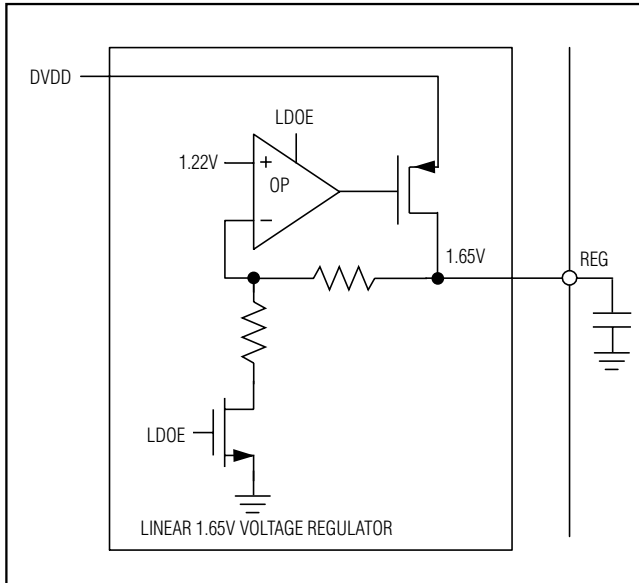 DVDD
LDOE
1.22V
+
OP
−
1.65V
REG
LDOE
LINEAR 1.65V VOLTAGE REGULATOR